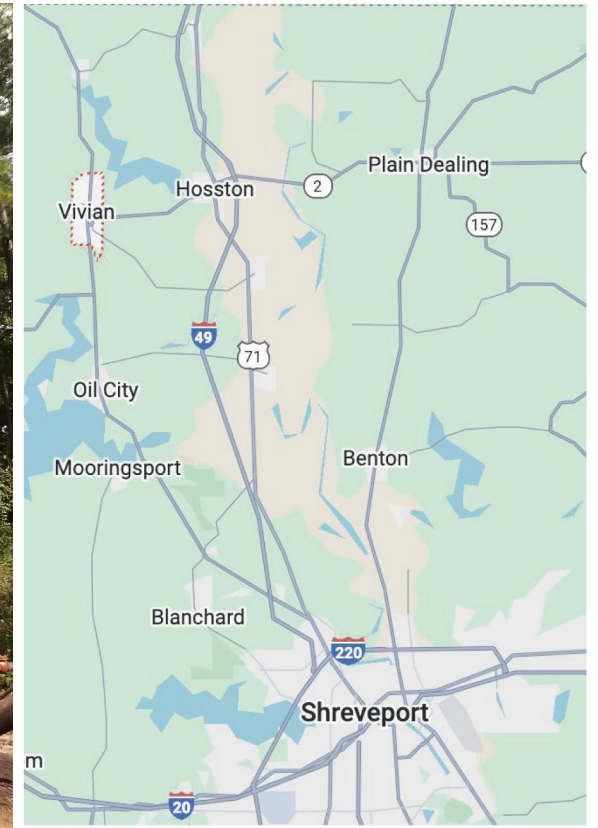 Plain Dealing
Hosston
2
Vivian
157
49
71
Oil City
Benton
Mooringsport
Blanchard
220
Shreveport
m
20